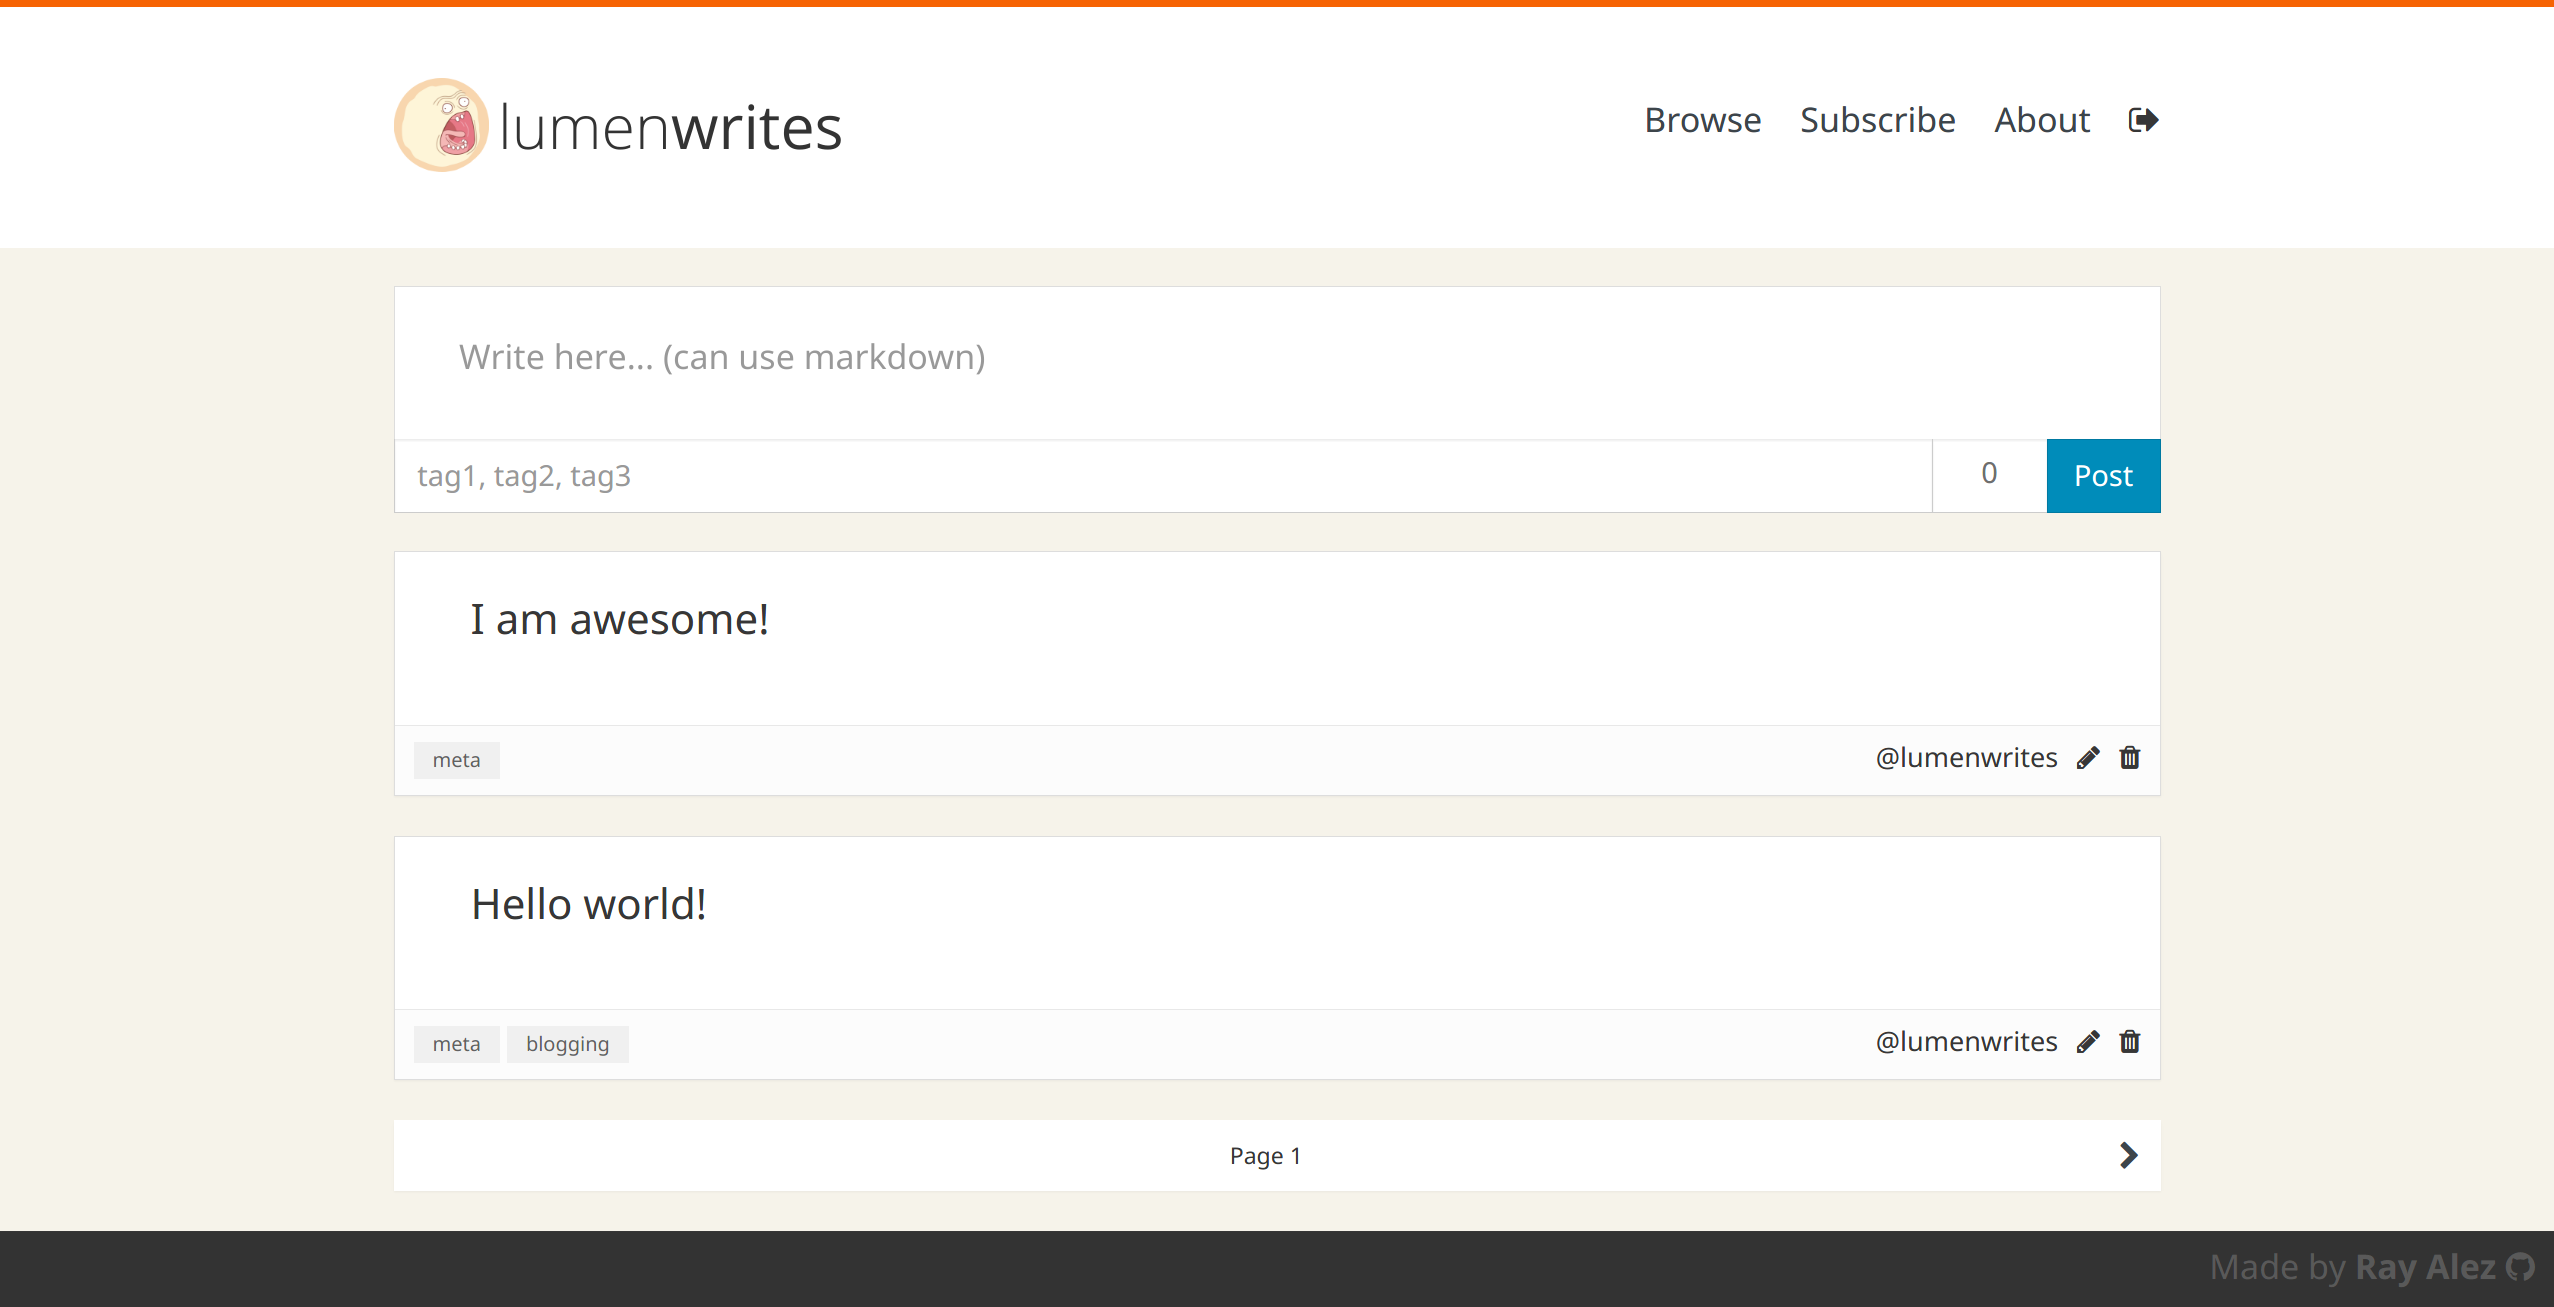 lumenwrites
Browse Subscribe About
Write here... (can use markdown)
tag1, tag2, tag3 0 Post
I am awesome!
meta @lumenwrites
Hello world!
meta blogging @lumenwrites
Page 1
Made by Ray Alez